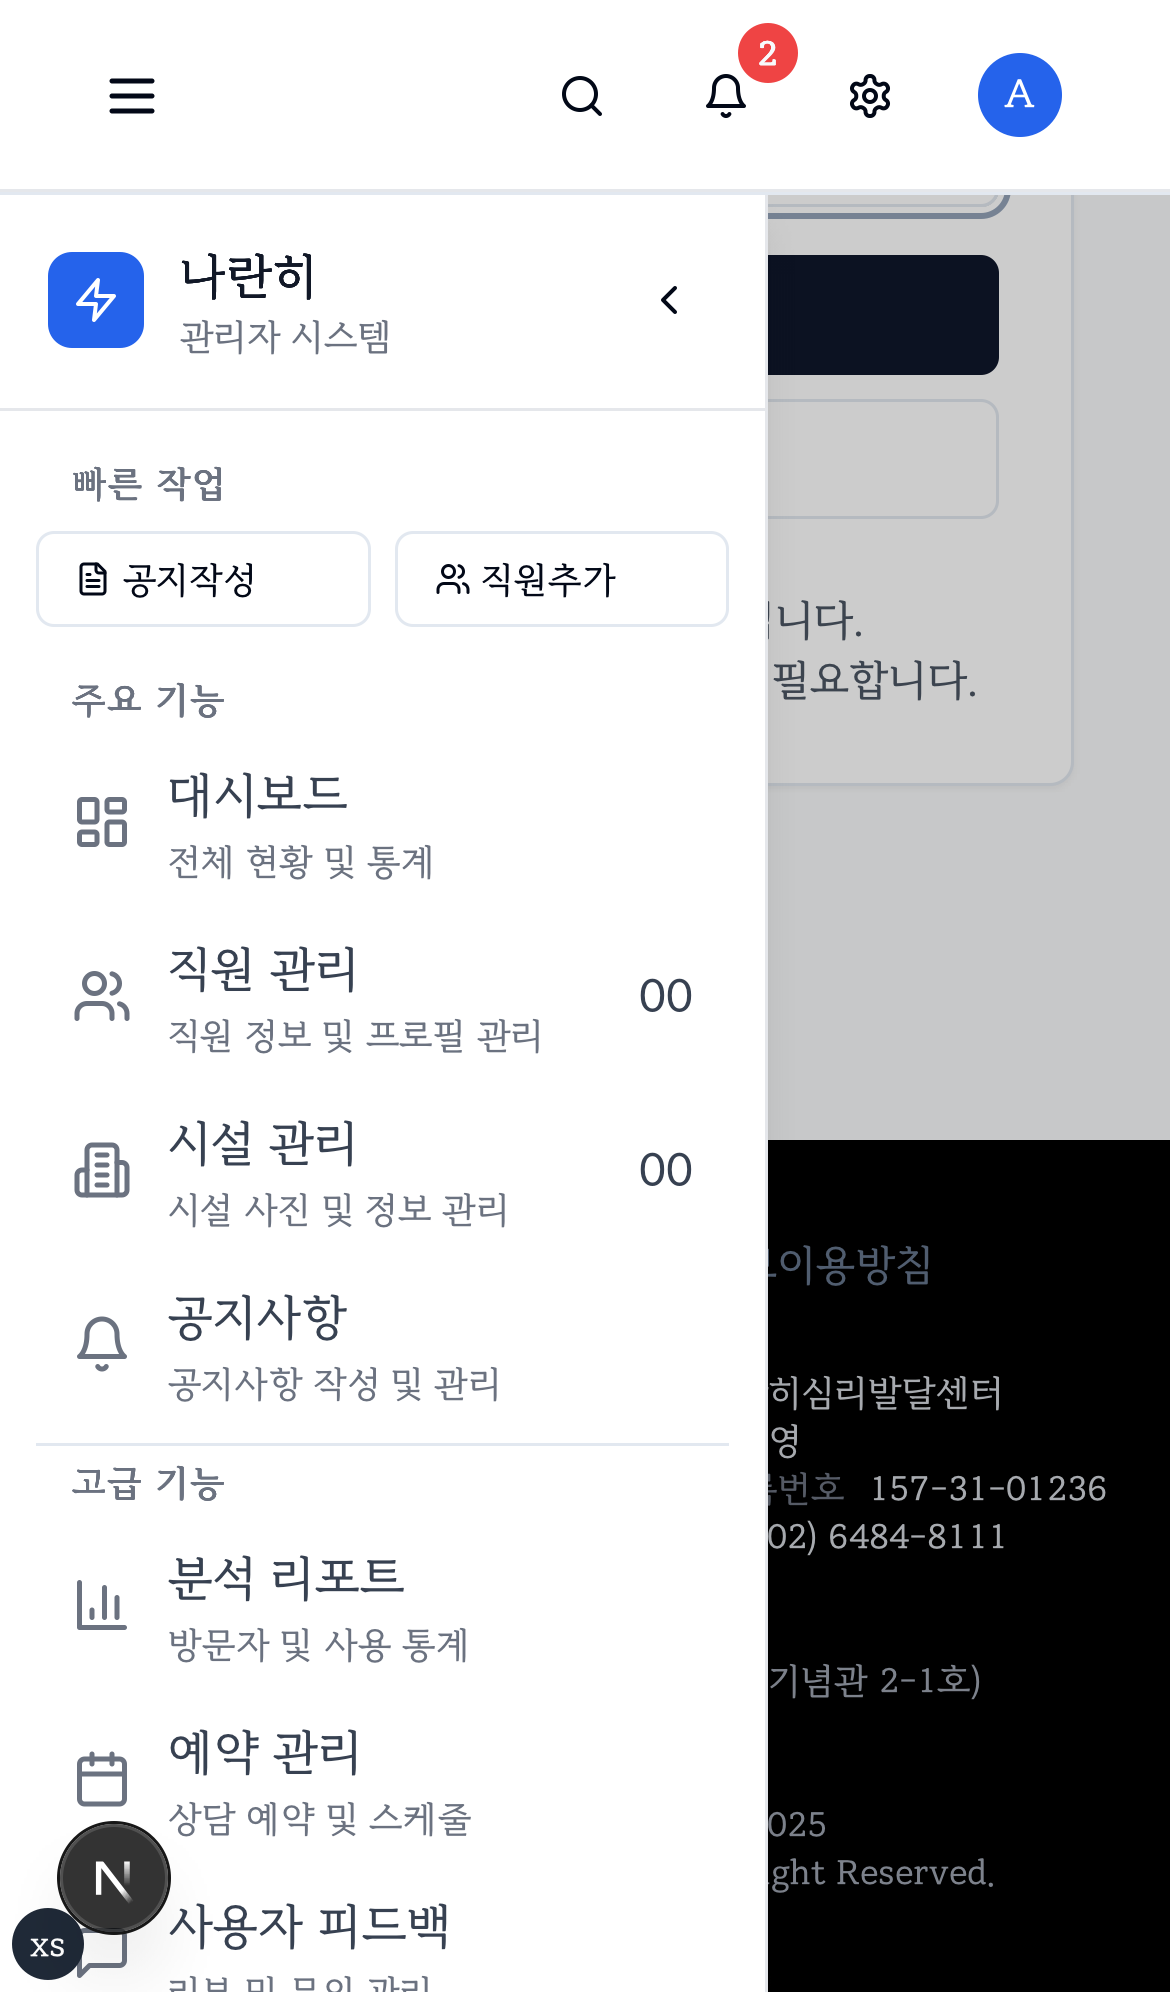 2
A
나란히
관리자 시스템
빠른 작업
공지작성
직원추가
주요 기능
대시보드
전체 현황 및 통계
직원 관리
직원 정보 및 프로필 관리
00
시설 관리
시설 사진 및 정보 관리
00
공지사항
공지사항 작성 및 관리
고급 기능
분석 리포트
방문자 및 사용 통계
예약 관리
상담 예약 및 스케줄
사용자 피드백
N
xs
니다.
필요합니다.
이용방침
히심리발달센터
영
번호 157-31-01236
02) 6484-8111
기념관 2-1호)
025
ght Reserved.